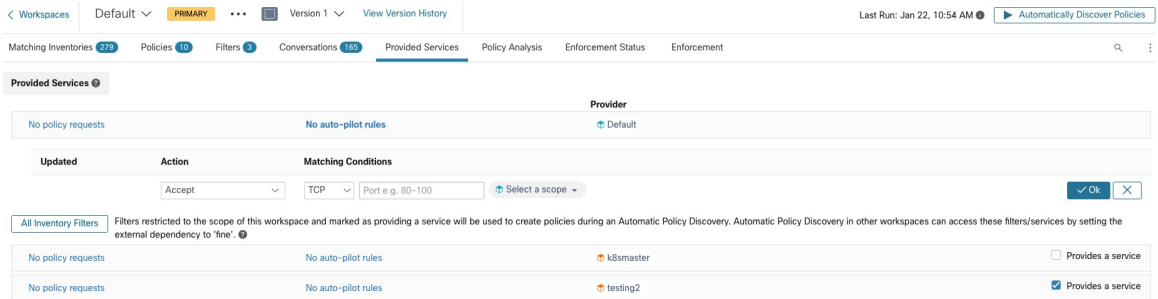 Workspaces Default PRIMARY Version 1 View Version History Last Run: Jan 22, 10:54 AM Automatically Discover Policies
Matching Inventories 279 Policies 10 Filters 3 Conversations 165 Provided Services Policy Analysis Enforcement Status Enforcement
Provided Services
Provider
No policy requests No auto-pilot rules Default
Updated Action Matching Conditions
Accept TCP Port e.g. 80-100 Select a scope Ok
All Inventory Filters Filters restricted to the scope of this workspace and marked as providing a service will be used to create policies during an Automatic Policy Discovery. Automatic Policy Discovery in other workspaces can access these filters/services by setting the
external dependency to 'fine'.
No policy requests No auto-pilot rules k8smaster Provides a service
No policy requests No auto-pilot rules testing2 Provides a service